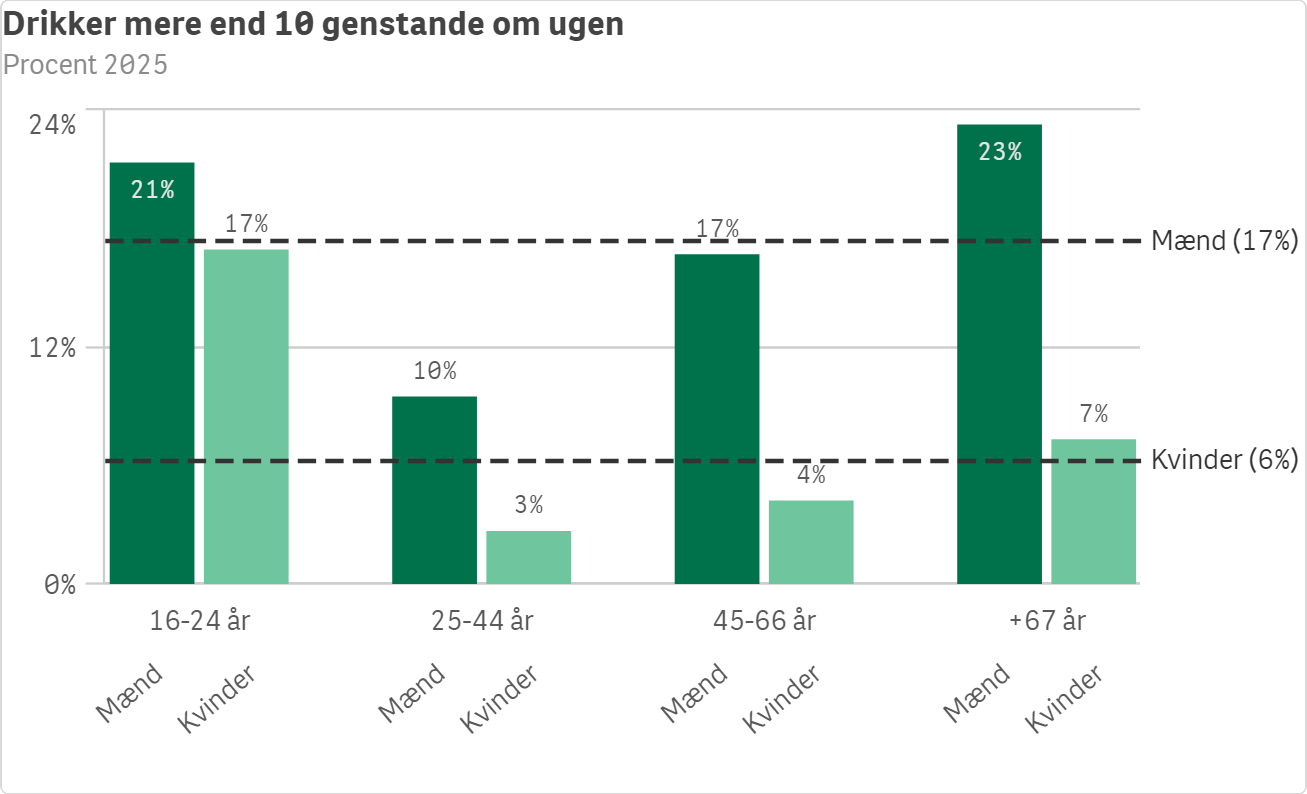 Drikker mere end 10 genstande om ugen
Procent 2025
24%
12%
0%
21%
17%
10%
3%
17%
4%
23%
7%
Mænd (17%)
Kvinder (6%)
16-24 år
25-44 år
45-66 år
+67 år
Mænd
Kvinder
Mænd
Kvinder
Mænd
Kvinder
Mænd
Kvinder